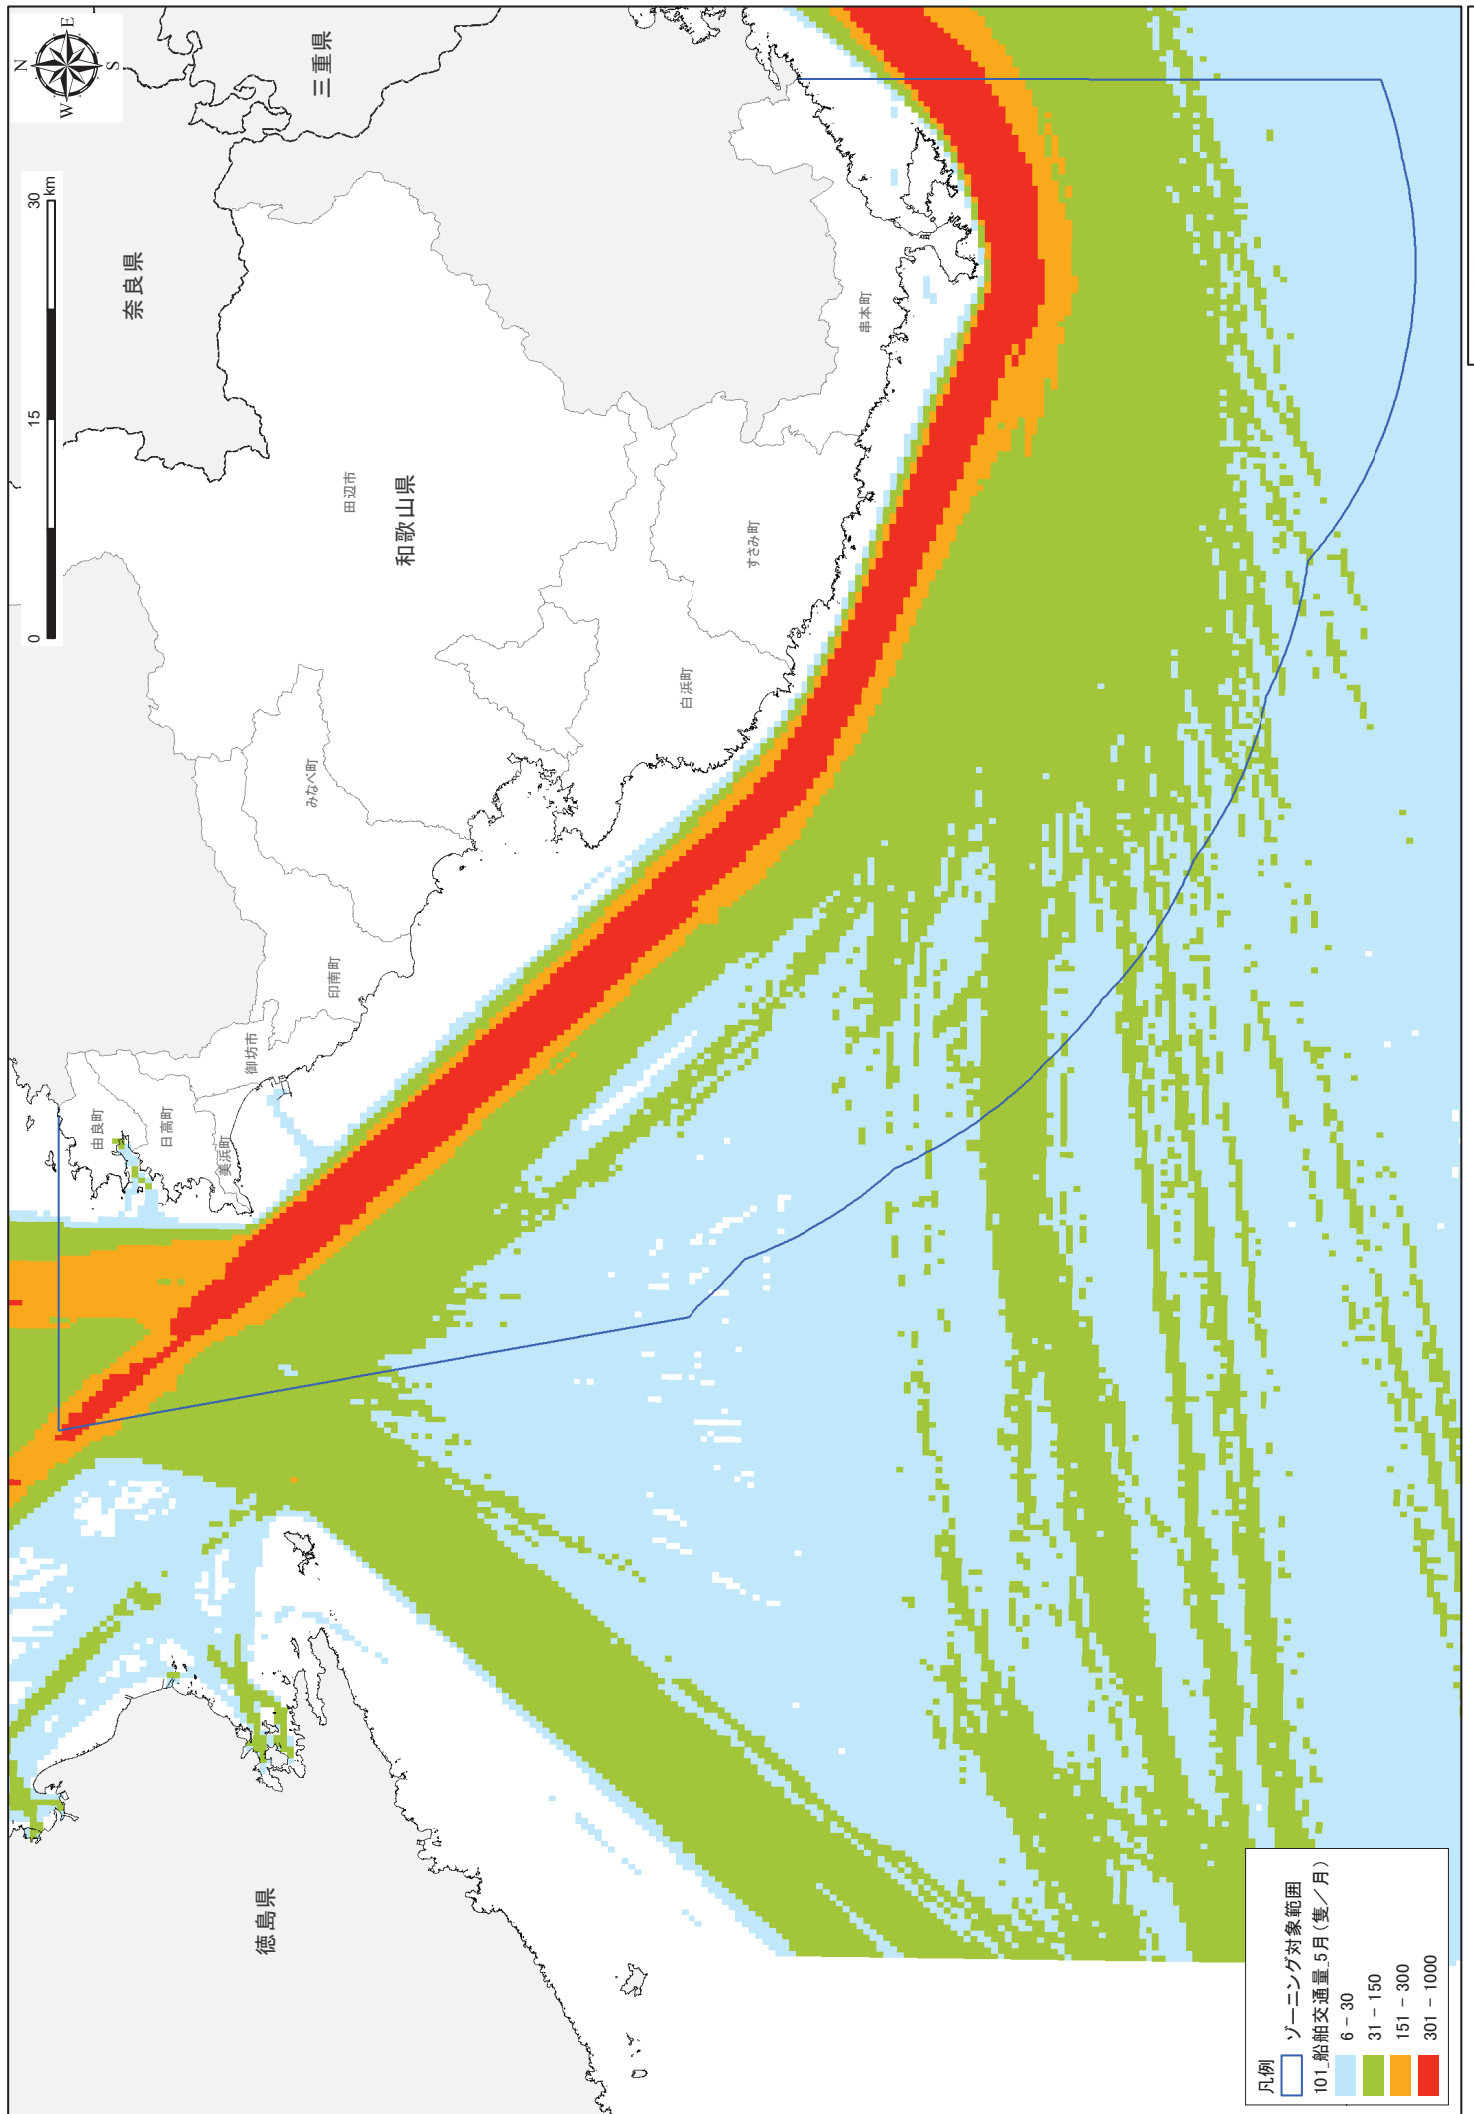 N
E
S
W
0
15
30
km
三重県
奈良県
和歌山県
徳島県
田辺市
みなべ町
印南町
御坊市
由良町
日高町
美浜町
白浜町
すさみ町
串本町
凡例
ゾーニング対象範囲
101_船舶交通量_5月(隻／月)
6 - 30
31 - 150
151 - 300
301 - 1000